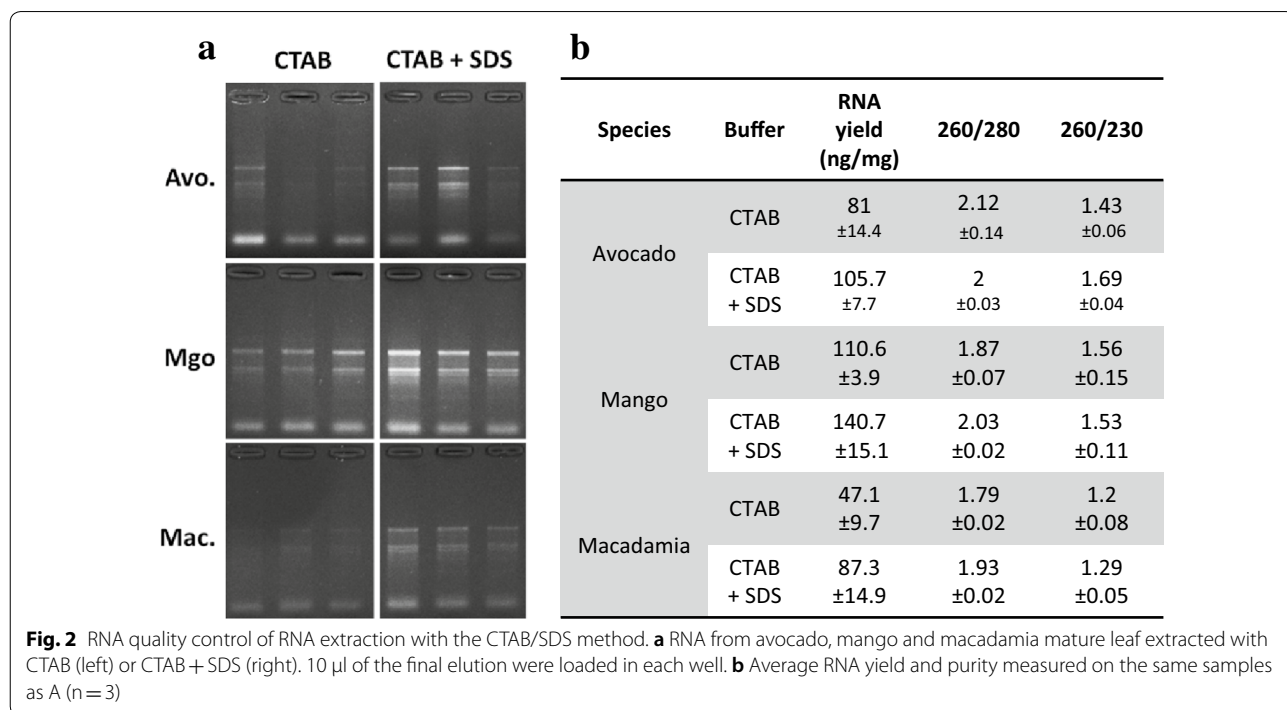 a
CTAB CTAB + SDS
Avo.
Mgo
Mac.
b
Species Buffer RNA yield (ng/mg) 260/280 260/230
Avocado
CTAB 81 2.12 1.43
±14.4 ±0.14 ±0.06
CTAB 105.7 2 1.69
+ SDS ±7.7 ±0.03 ±0.04
Mango
CTAB 110.6 1.87 1.56
±3.9 ±0.07 ±0.15
CTAB 140.7 2.03 1.53
+ SDS ±15.1 ±0.02 ±0.11
Macadamia
CTAB 47.1 1.79 1.2
±9.7 ±0.02 ±0.08
CTAB 87.3 1.93 1.29
+ SDS ±14.9 ±0.02 ±0.05
Fig. 2 RNA quality control of RNA extraction with the CTAB/SDS method. a RNA from avocado, mango and macadamia mature leaf extracted with
CTAB (left) or CTAB + SDS (right). 10 µl of the final elution were loaded in each well. b Average RNA yield and purity measured on the same samples
as A (n = 3)